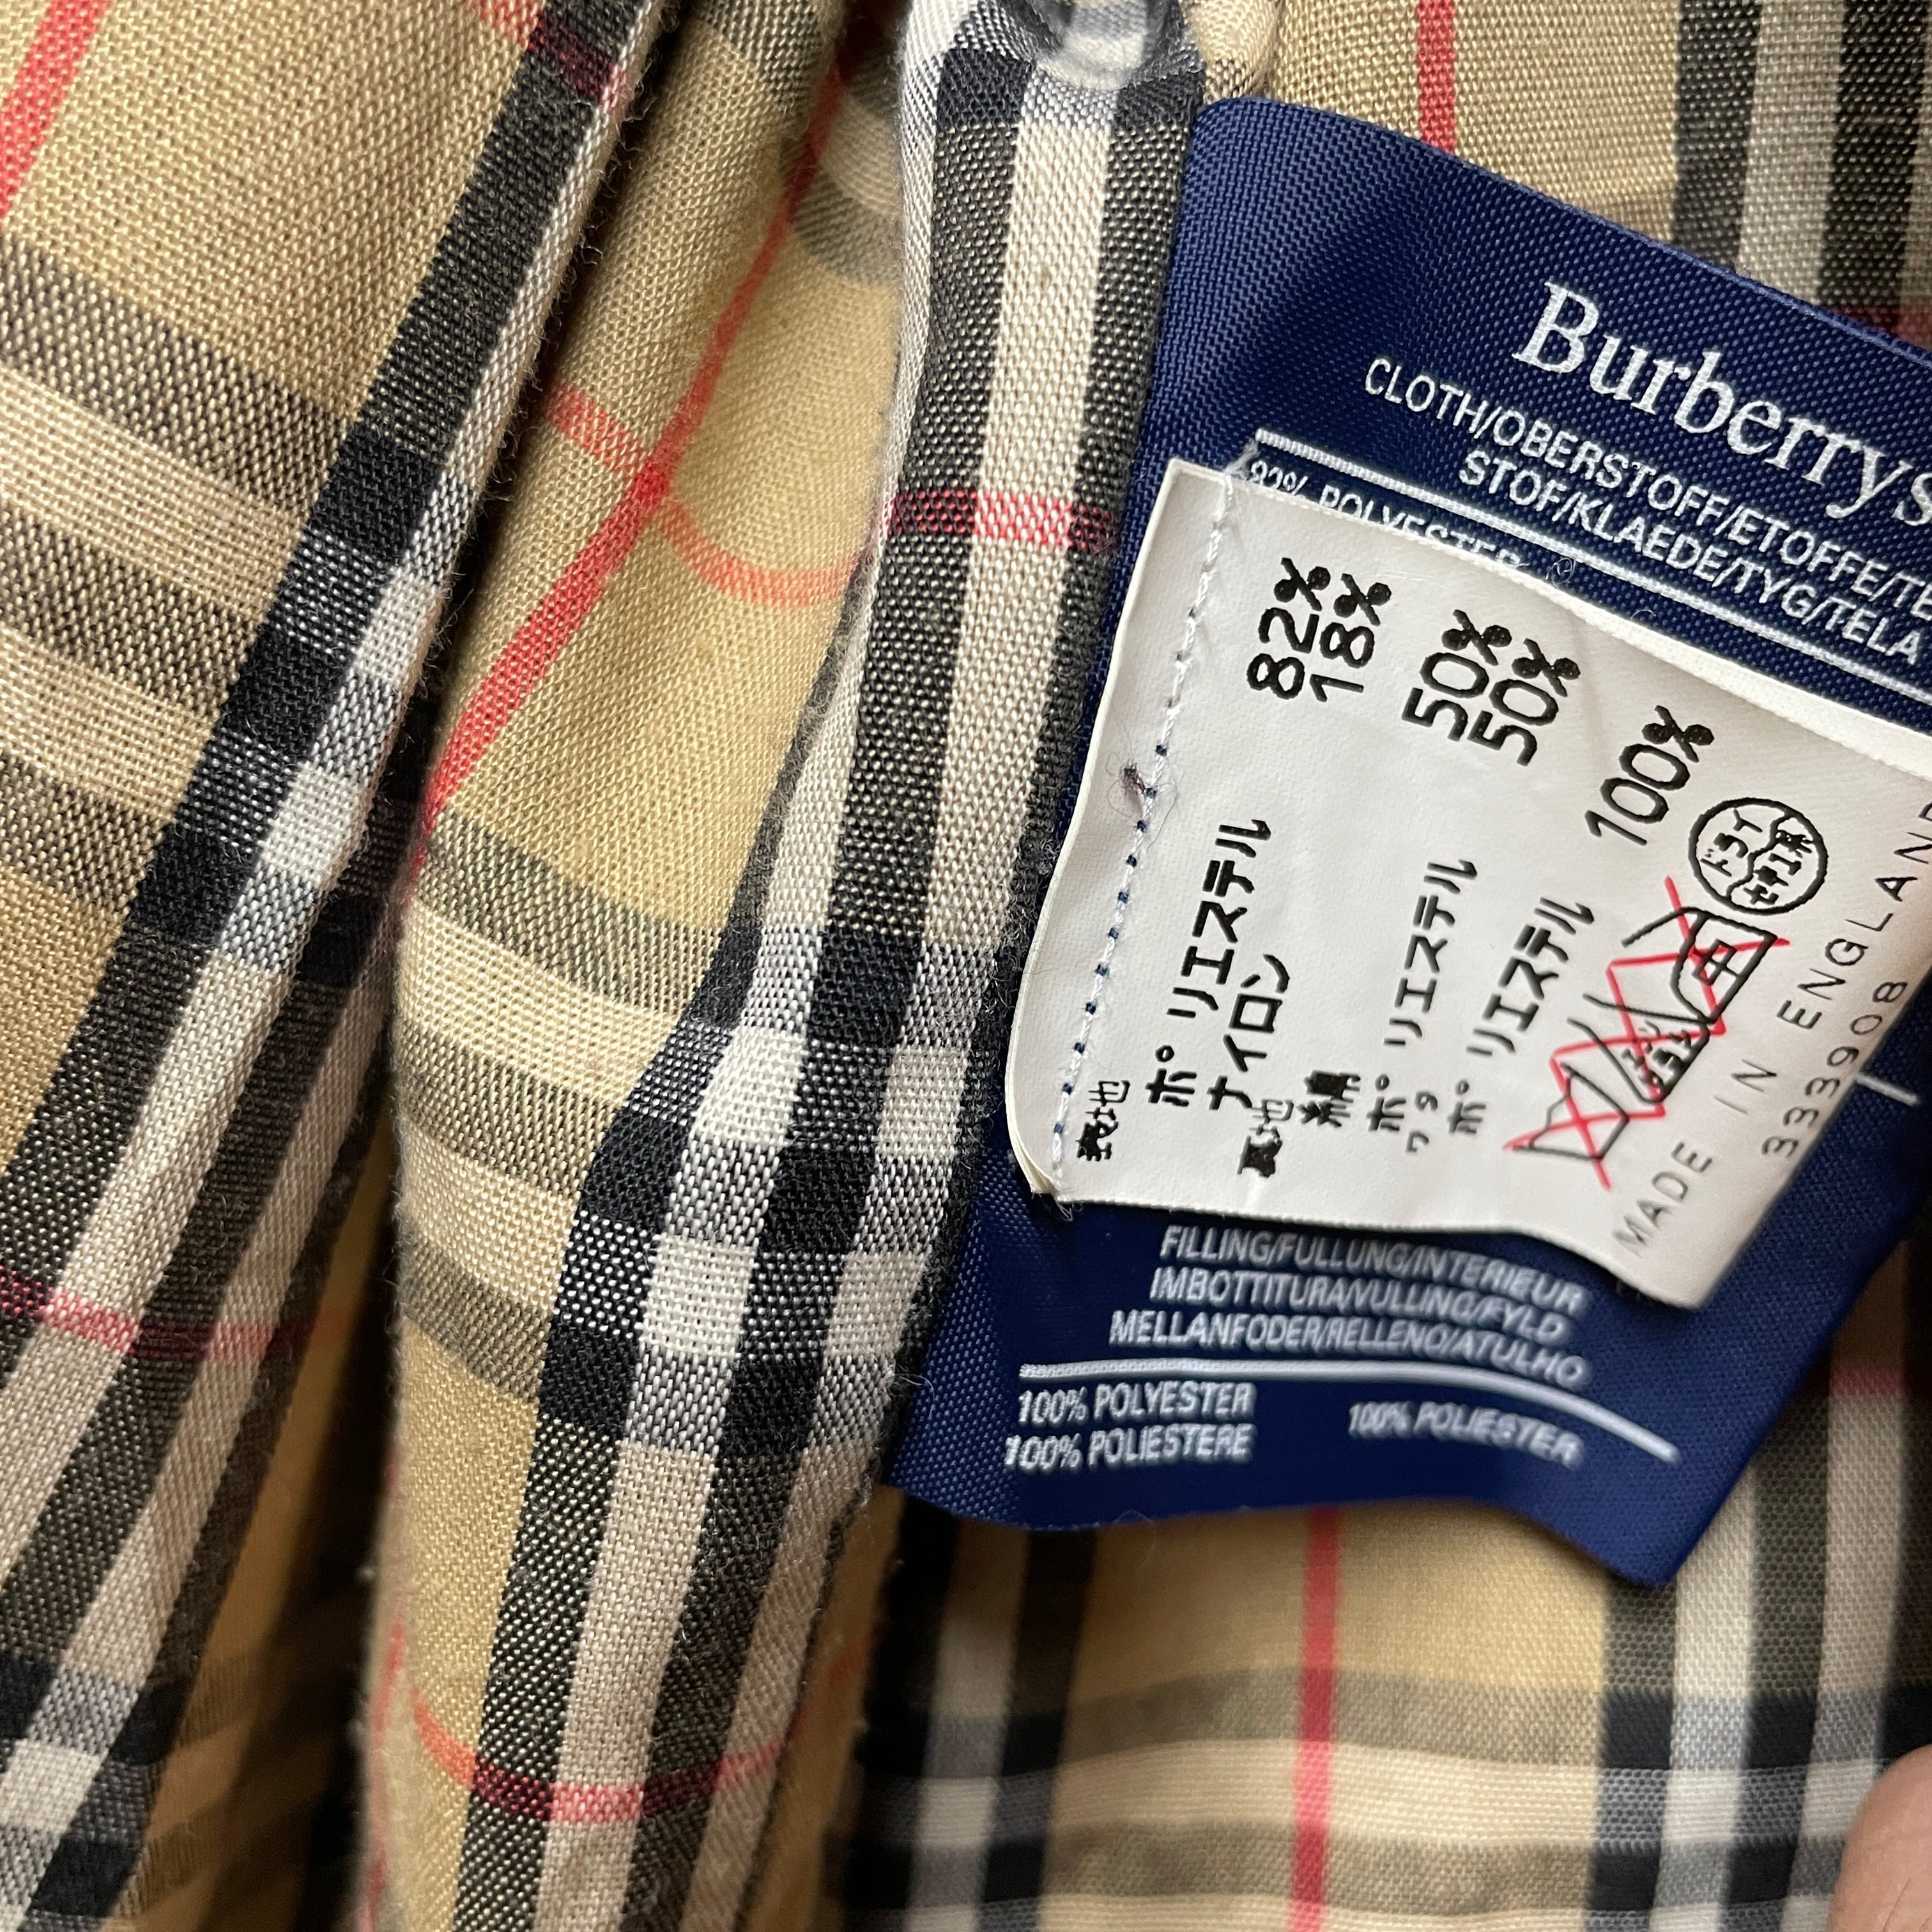 Burberrys
CLOTH/OBERSTOFF/ETOFFE/TE
STOF/KLAEDE/TYG/TELA
82% POLYESTER
表地
ポリエステル 82%
ナイロン 18%
裏地
綿 50%
ポリエステル 50%
ポリエステル 100%
MADE IN ENGLAND
333908
FILLING/FULLUNG/INTERIEUR
IMBOTTITURA/VULLING/FYLD
MELLANFODER/RELLENO/ATULHO
100% POLYESTER 100% POLIESTER
100% POLIESTERE